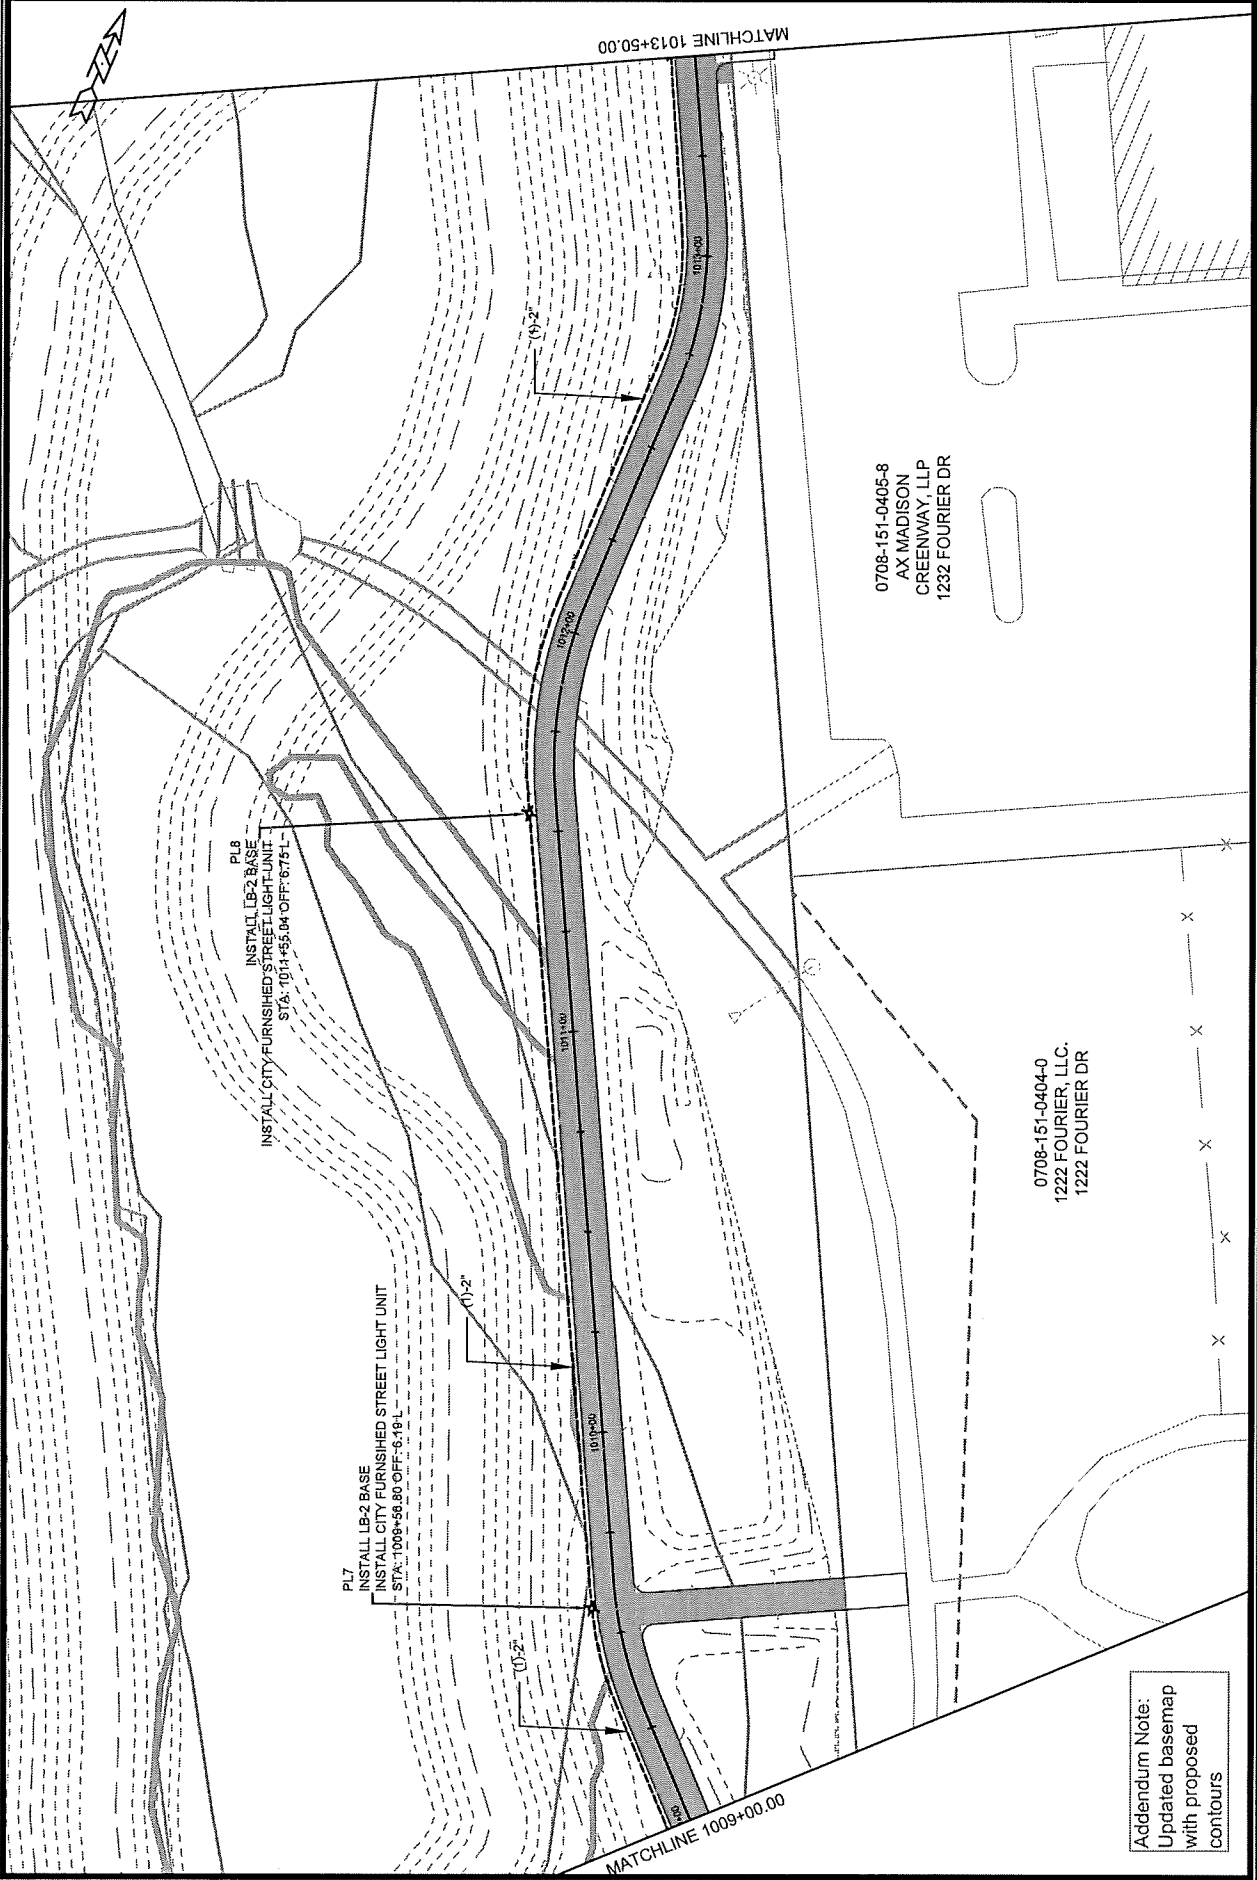 MATCHLINE 1013+50.00
(1)-2"
1013+00
1012+00
PL8
INSTALL LB-2 BASE
INSTALL CITY FURNSIHED STREET LIGHT UNIT
STA: 1011+55.04 OFF: 6.75 L
1011+00
0708-151-0405-8
AX MADISON
CREENWAY, LLP
1232 FOURIER DR
0708-151-0404-0
1222 FOURIER, LLC.
1222 FOURIER DR
(1)-2"
PL7
INSTALL LB-2 BASE
INSTALL CITY FURNSIHED STREET LIGHT UNIT
STA: 1009+56.80 OFF: 6.19 L
1010+00
(1)-2"
+00
MATCHLINE 1009+00.00
Addendum Note:
Updated basemap
with proposed
contours